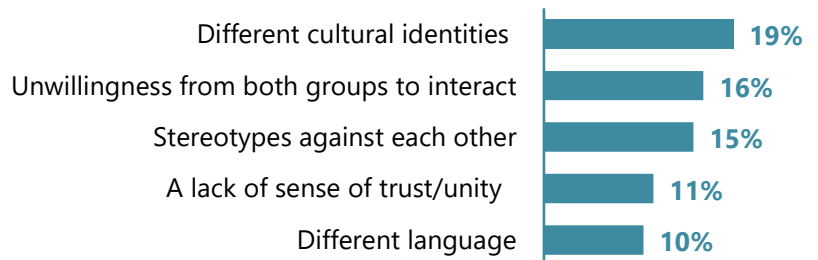 Different cultural identities 19%
Unwillingness from both groups to interact 16%
Stereotypes against each other 15%
A lack of sense of trust/unity 11%
Different language 10%